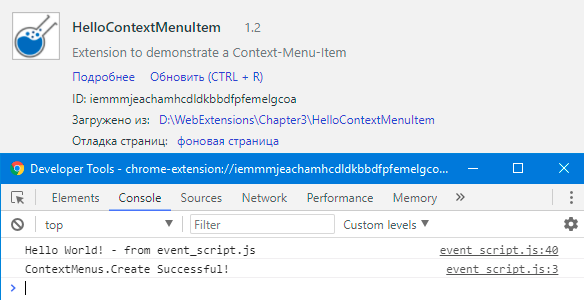 HelloContextMenuItem 1.2
Extension to demonstrate a Context-Menu-Item
Подробнее Обновить (CTRL + R)
ID: iemmmjeachamhcdldkbbdfpfemelgcoa
Загружено из: D:\WebExtensions\Chapter3\HelloContextMenuItem
Отладка страниц: фоновая страница
Developer Tools - chrome-extension://iemmmjeachamhcdldkbbdfpfemelgco...
Elements Console Sources Network Memory »
top Filter Custom levels
Hello World! - from event_script.js event_script.js:40
ContextMenus.Create Successful! event_script.js:3
>